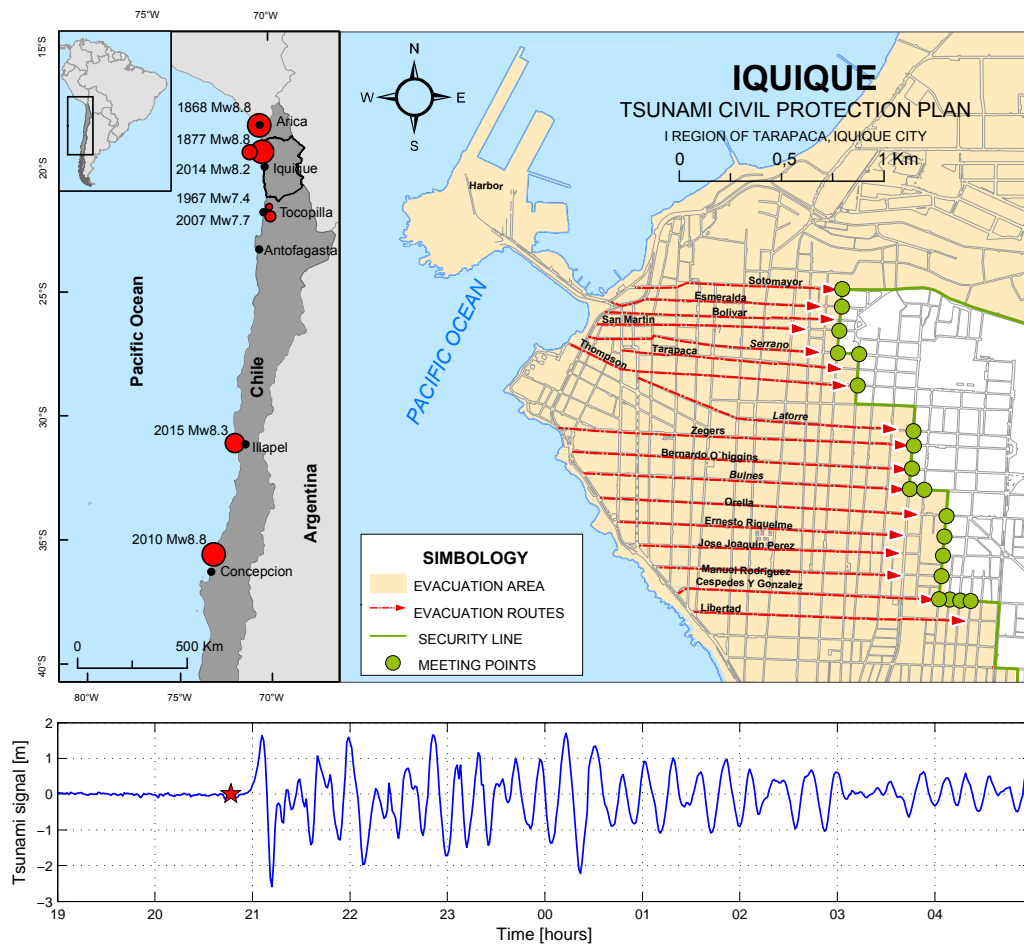 75°W
70°W
15°S
20°S
25°S
30°S
35°S
40°S
1868 Mw8.8
Arica
1877 Mw8.8
2014 Mw8.2
Iquique
1967 Mw7.4
2007 Mw7.7
Tocopilla
Antofagasta
Pacific Ocean
Chile
Argentina
2015 Mw8.3
Illapel
2010 Mw8.8
Concepcion
0
500 Km
80°W
75°W
70°W
N
W
E
S
IQUIQUE
TSUNAMI CIVIL PROTECTION PLAN
I REGION OF TARAPACA, IQUIQUE CITY
0
0,5
1 Km
Harbor
PACIFIC OCEAN
Sotomayor
Esmeralda
Bolivar
San Martin
Serrano
Tarapaca
Thompson
Latorre
Zegers
Bernardo O`higgins
Bulnes
Orella
Ernesto Riquelme
Jose Joaquin Perez
Manuel Rodriguez
Cespedes Y Gonzalez
Libertad
SIMBOLOGY
EVACUATION AREA
EVACUATION ROUTES
SECURITY LINE
MEETING POINTS
Tsunami signal [m]
2
1
0
−1
−2
−3
19
20
21
22
23
00
01
02
03
04
Time [hours]